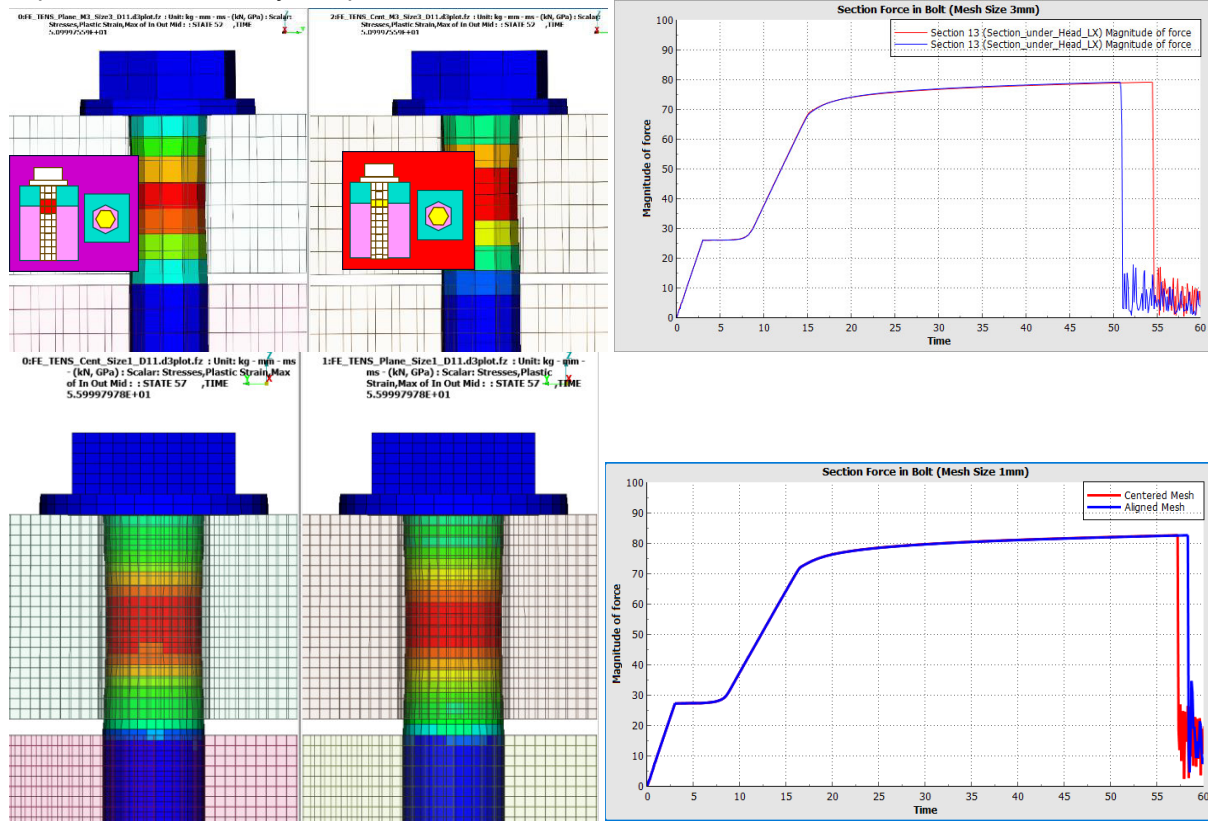 0:FE_TENS_Plane_M3_Size3_D11.d3plot.fz : Unit: kg - mm - ms - (kN, GPa) : Scalar:
Stresses,Plastic Strain,Max of In Out Mid : : STATE 52 ,TIME
5.09997559E+01
2:FE_TENS_Cent_M3_Size3_D11.d3plot.fz : Unit: kg - mm - ms - (kN, GPa) : Scalar:
Stresses,Plastic Strain,Max of In Out Mid : : STATE 52 ,TIME
5.09997559E+01
Section Force in Bolt (Mesh Size 3mm)
Section 13 (Section_under_Head_LX) Magnitude of force
Section 13 (Section_under_Head_LX) Magnitude of force
Magnitude of force
100
90
80
70
60
50
40
30
20
10
0
0 5 10 15 20 25 30 35 40 45 50 55 60
Time
0:FE_TENS_Cent_Size1_D11.d3plot.fz : Unit: kg - mm - ms
- (kN, GPa) : Scalar: Stresses,Plastic Strain,Max
of In Out Mid : : STATE 57 ,TIME
5.59997978E+01
1:FE_TENS_Plane_Size1_D11.d3plot.fz : Unit: kg - mm -
ms - (kN, GPa) : Scalar: Stresses,Plastic
Strain,Max of In Out Mid : : STATE 57 ,TIME
5.59997978E+01
Section Force in Bolt (Mesh Size 1mm)
Centered Mesh
Aligned Mesh
Magnitude of force
100
90
80
70
60
50
40
30
20
10
0
0 5 10 15 20 25 30 35 40 45 50 55 60
Time